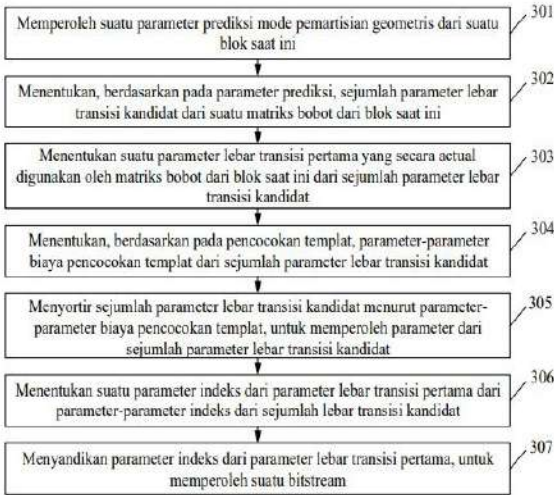 Memperoleh suatu parameter prediksi mode pemartisian geometris dari suatu
blok saat ini
301
Menentukan, berdasarkan pada parameter prediksi, sejumlah parameter lebar
transisi kandidat dari suatu matriks bobot dari blok saat ini
302
Menentukan suatu parameter lebar transisi pertama yang secara actual
digunakan oleh matriks bobot dari blok saat ini dari sejumlah parameter lebar
transisi kandidat
303
Menentukan, berdasarkan pada pencocokan templat, parameter-parameter
biaya pencocokan templat dari sejumlah parameter lebar transisi kandidat
304
Menyortir sejumlah parameter lebar transisi kandidat menurut parameter-
parameter biaya pencocokan templat, untuk memperoleh parameter dari
sejumlah parameter lebar transisi kandidat
305
Menentukan suatu parameter indeks dari parameter lebar transisi pertama dari
parameter-parameter indeks dari sejumlah lebar transisi kandidat
306
Menyandikan parameter indeks dari parameter lebar transisi pertama, untuk
memperoleh suatu bitstream
307